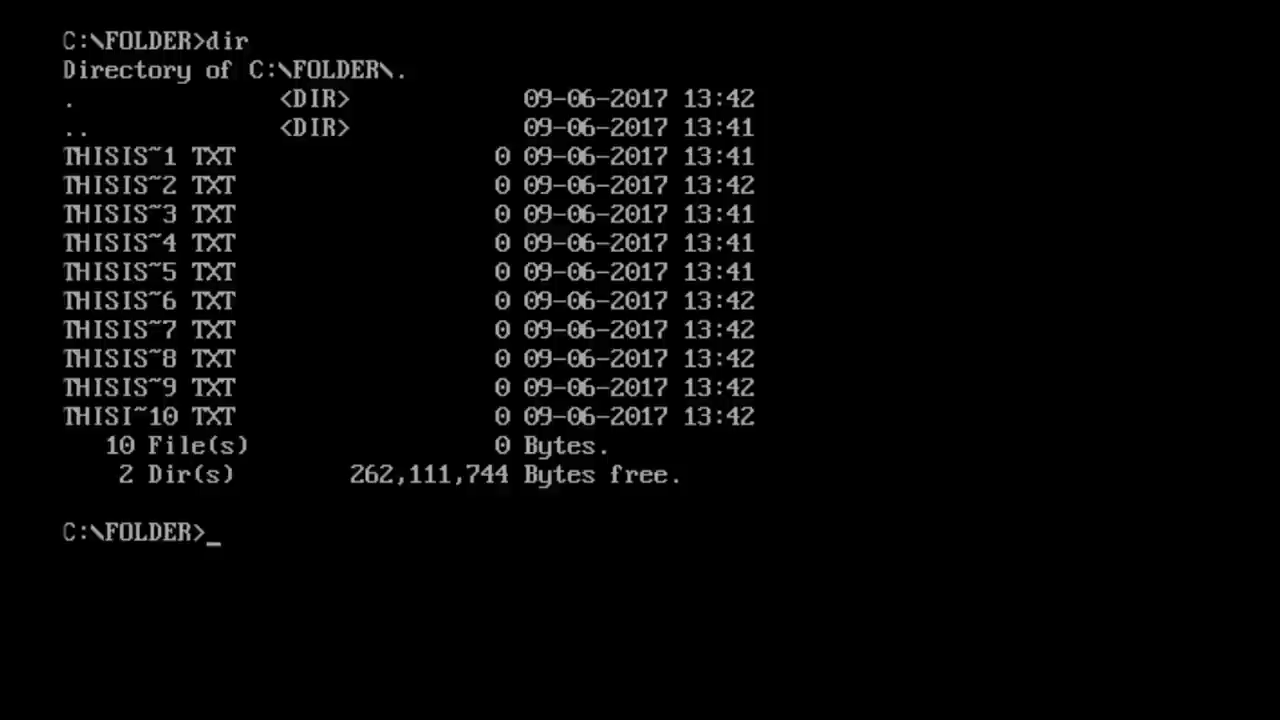 C:\FOLDER>dir
Directory of C:\FOLDER\.
. <DIR> 09-06-2017 13:42
.. <DIR> 09-06-2017 13:41
THISIS~1 TXT 0 09-06-2017 13:41
THISIS~2 TXT 0 09-06-2017 13:42
THISIS~3 TXT 0 09-06-2017 13:41
THISIS~4 TXT 0 09-06-2017 13:41
THISIS~5 TXT 0 09-06-2017 13:41
THISIS~6 TXT 0 09-06-2017 13:42
THISIS~7 TXT 0 09-06-2017 13:42
THISIS~8 TXT 0 09-06-2017 13:42
THISIS~9 TXT 0 09-06-2017 13:42
THISI~10 TXT 0 09-06-2017 13:42
10 File(s) 0 Bytes.
2 Dir(s) 262,111,744 Bytes free.
C:\FOLDER>_